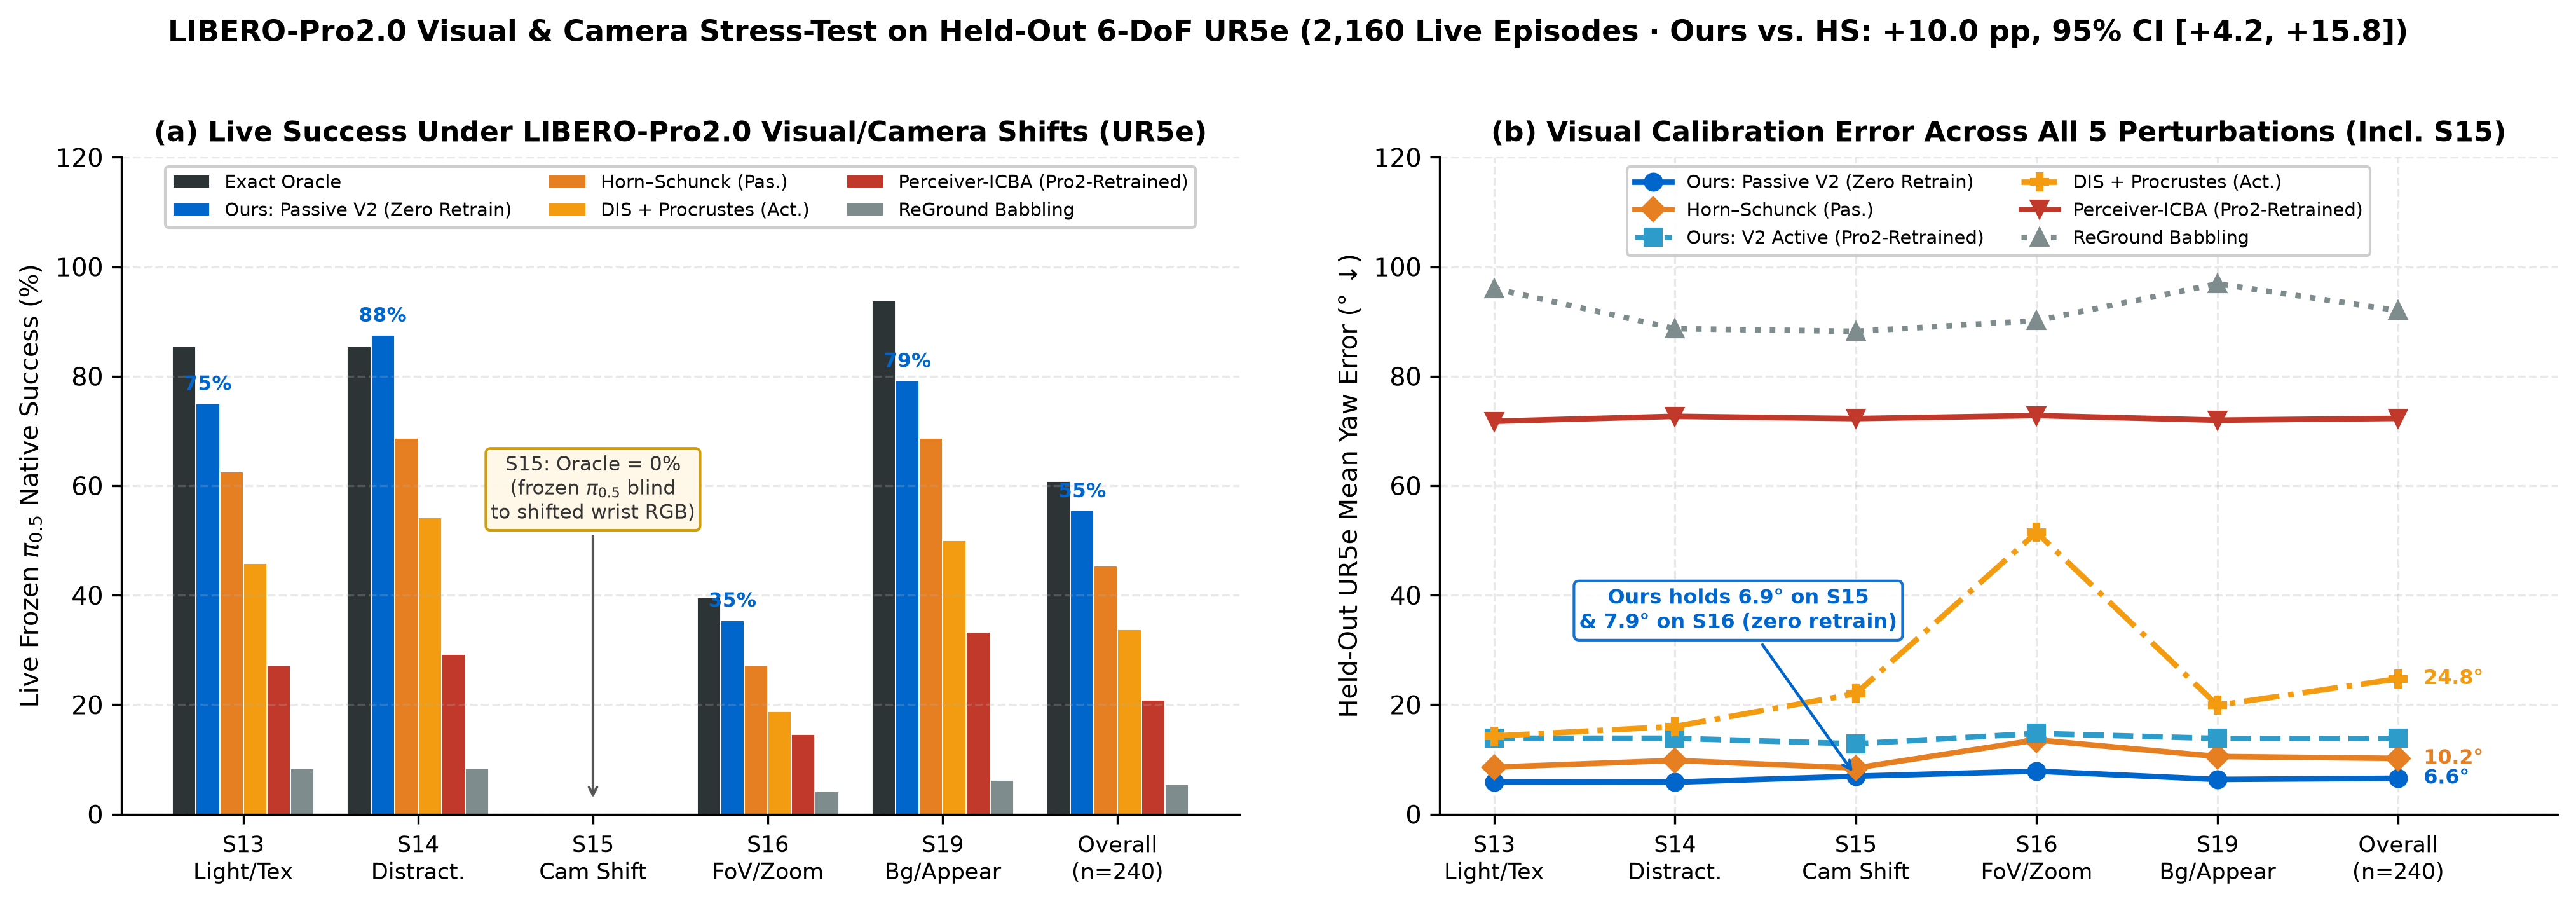 LIBERO-Pro2.0 Visual & Camera Stress-Test on Held-Out 6-DoF UR5e (2,160 Live Episodes · Ours vs. HS: +10.0 pp, 95% CI [+4.2, +15.8])
(a) Live Success Under LIBERO-Pro2.0 Visual/Camera Shifts (UR5e)
Live Frozen π0.5 Native Success (%)
120
100
80
60
40
20
0
Exact Oracle
Ours: Passive V2 (Zero Retrain)
Horn–Schunck (Pas.)
DIS + Procrustes (Act.)
Perceiver-ICBA (Pro2-Retrained)
ReGround Babbling
75%
88%
S15: Oracle = 0%
(frozen π0.5 blind
to shifted wrist RGB)
35%
79%
55%
S13
Light/Tex
S14
Distract.
S15
Cam Shift
S16
FoV/Zoom
S19
Bg/Appear
Overall
(n=240)
(b) Visual Calibration Error Across All 5 Perturbations (Incl. S15)
Held-Out UR5e Mean Yaw Error (° ↓)
120
100
80
60
40
20
0
Ours: Passive V2 (Zero Retrain)
Horn–Schunck (Pas.)
Ours: V2 Active (Pro2-Retrained)
DIS + Procrustes (Act.)
Perceiver-ICBA (Pro2-Retrained)
ReGround Babbling
Ours holds 6.9° on S15
& 7.9° on S16 (zero retrain)
24.8°
10.2°
6.6°
S13
Light/Tex
S14
Distract.
S15
Cam Shift
S16
FoV/Zoom
S19
Bg/Appear
Overall
(n=240)